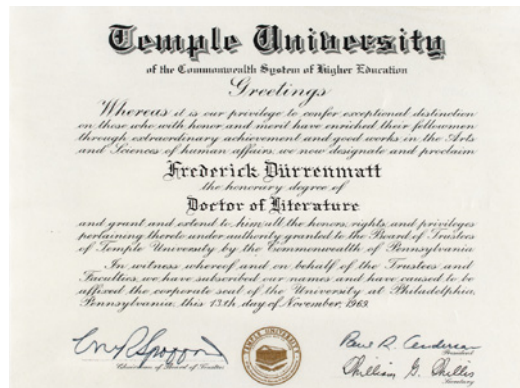 Temple University
of the Commonwealth System of Higher Education
Greetings
Whereas it is our privilege to confer exceptional distinction
on those who with honor and merit have enriched their fellowmen
through extraordinary achievement and good works in the Arts
and Sciences of human affairs, we now designate and proclaim
Frederick Dürrenmatt
the honorary degree of
Doctor of Literature
and grant and extend to him all the honors, rights and privileges
pertaining thereto under authority granted to the Board of Trustees
of Temple University by the Commonwealth of Pennsylvania
In witness whereof and on behalf of the Trustees and
Faculties, we have subscribed our names and have caused to be
affixed the corporate seal of the University at Philadelphia,
Pennsylvania, this 13th day of November, 1969.
Paul R. Anderson
President
Chairman of Board of Trustees
TEMPLE UNIVERSITY
Secretary